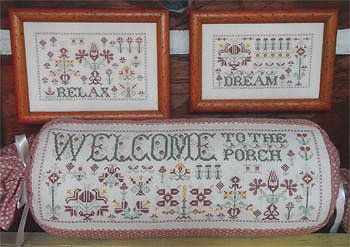 RELAX
DREAM
WELCOME TO THE
PORCH